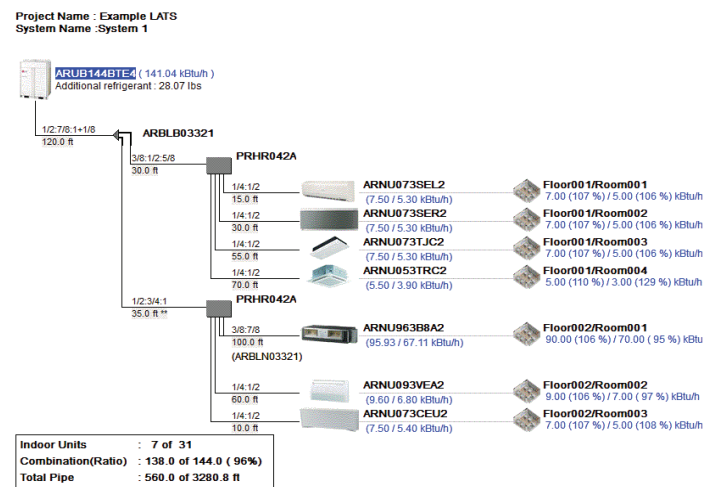 Project Name : Example LATS
System Name :System 1
ARUB144BTE4 ( 141.04 kBtu/h )
Additional refrigerant : 28.07 lbs
1/2:7/8:1+1/8
120.0 ft
ARBLB03321
3/8:1/2:5/8
30.0 ft
PRHR042A
1/4:1/2
15.0 ft
ARNU073SEL2
(7.50 / 5.30 kBtu/h)
Floor001/Room001
7.00 (107 %) / 5.00 (106 %) kBtu/h
1/4:1/2
30.0 ft
ARNU073SER2
(7.50 / 5.30 kBtu/h)
Floor001/Room002
7.00 (107 %) / 5.00 (106 %) kBtu/h
1/4:1/2
55.0 ft
ARNU073TJC2
(7.50 / 5.30 kBtu/h)
Floor001/Room003
7.00 (107 %) / 5.00 (106 %) kBtu/h
1/4:1/2
70.0 ft
ARNU053TRC2
(5.50 / 3.90 kBtu/h)
Floor001/Room004
5.00 (110 %) / 3.00 (129 %) kBtu/h
1/2:3/4:1
35.0 ft **
PRHR042A
3/8:7/8
100.0 ft
(ARBLN03321)
ARNU963B8A2
(95.93 / 67.11 kBtu/h)
Floor002/Room001
90.00 (106 %) / 70.00 ( 95 %) kBtu
1/4:1/2
60.0 ft
ARNU093VEA2
(9.60 / 6.80 kBtu/h)
Floor002/Room002
9.00 (106 %) / 7.00 ( 97 %) kBtu/h
1/4:1/2
10.0 ft
ARNU073CEU2
(7.50 / 5.40 kBtu/h)
Floor002/Room003
7.00 (107 %) / 5.00 (108 %) kBtu/h
Indoor Units : 7 of 31
Combination(Ratio) : 138.0 of 144.0 ( 96%)
Total Pipe : 560.0 of 3280.8 ft